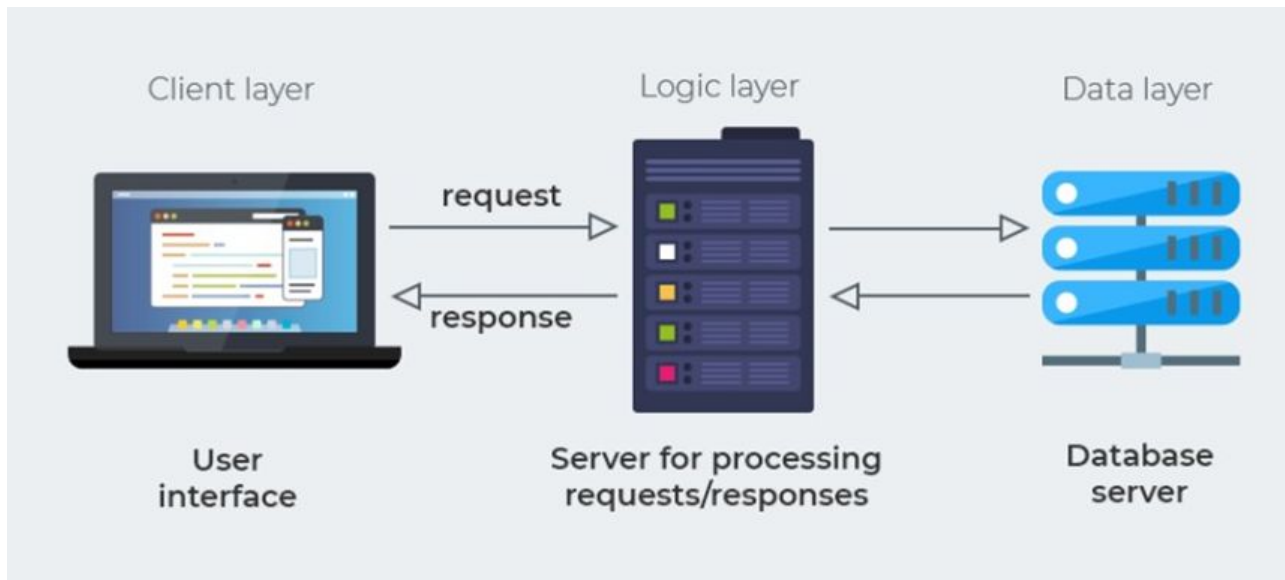 Client layer
Logic layer
Data layer
request
response
User
interface
Server for processing
requests/responses
Database
server